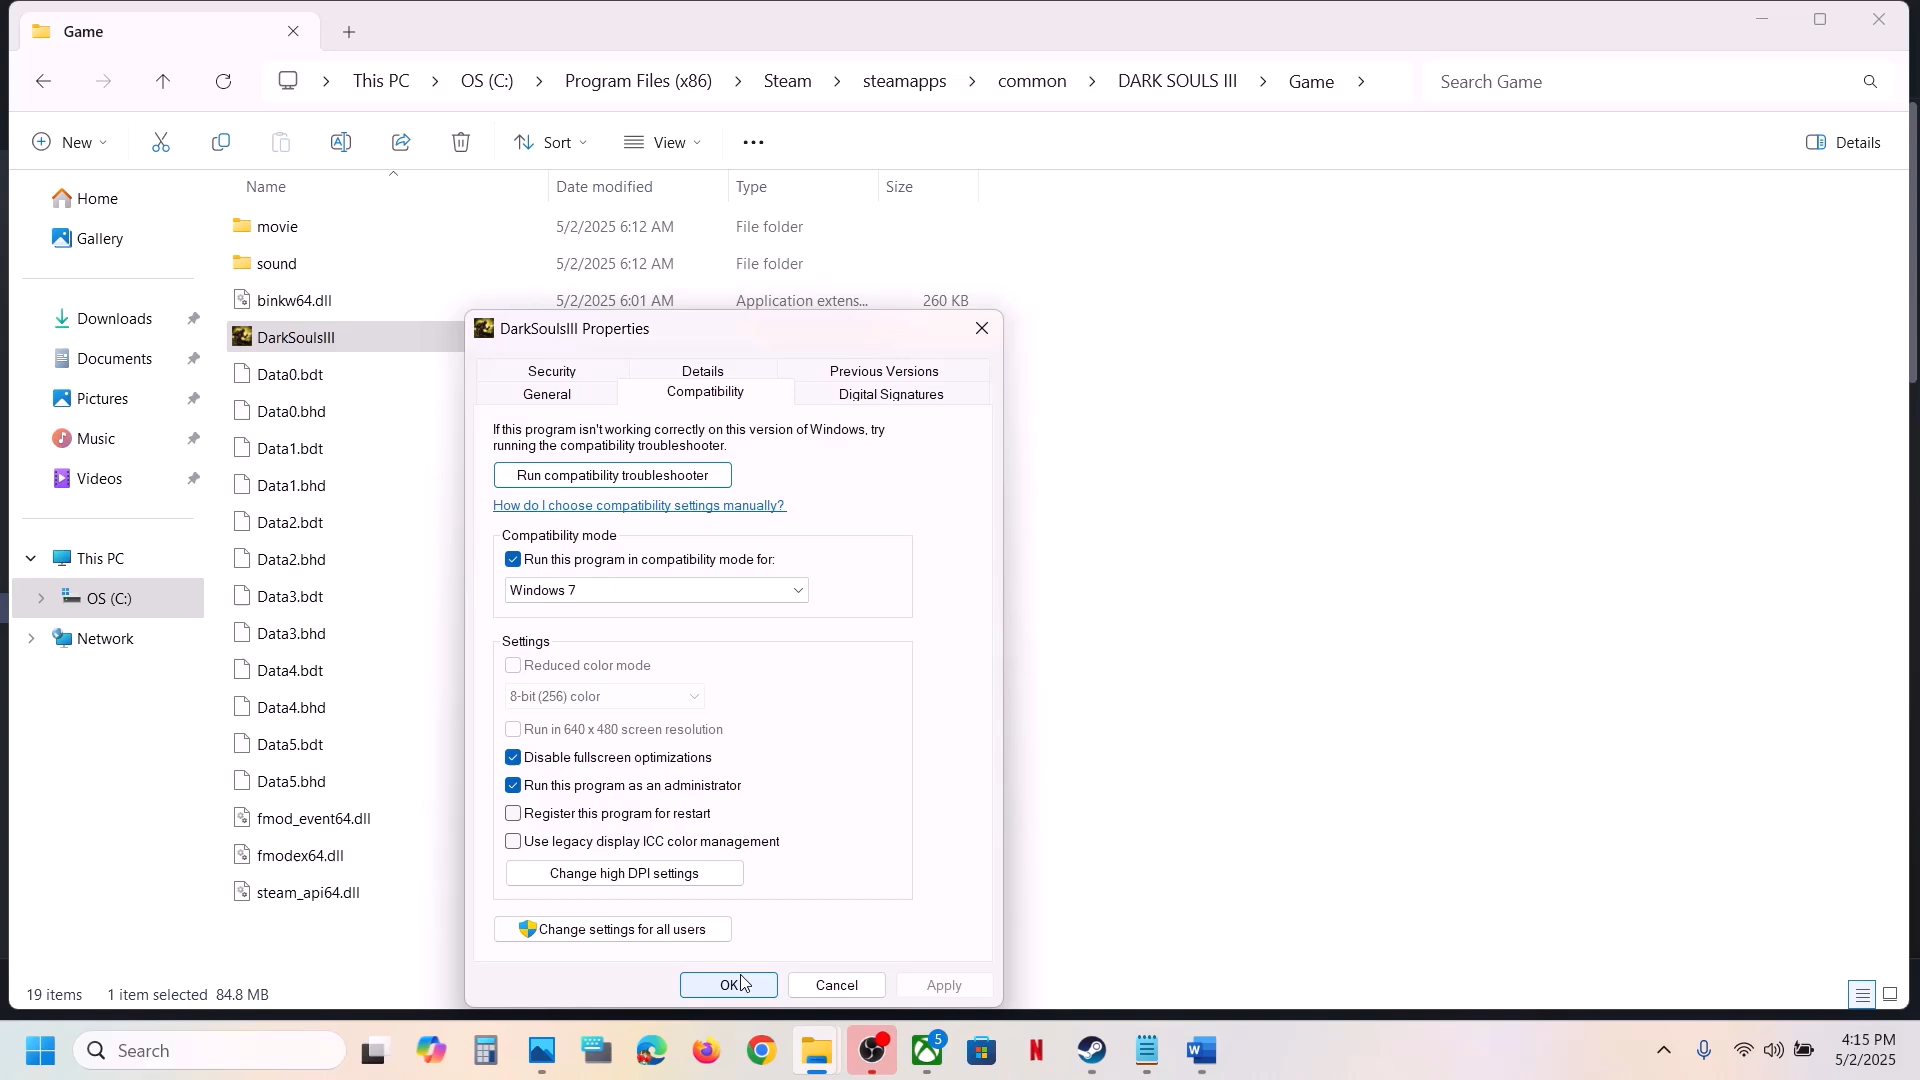 Game
This PC
OS (C:)
Program Files (x86)
Steam
steamapps
common
DARK SOULS III
Game
Search Game
New
Sort
View
Details
Home
Gallery
Downloads
Documents
Pictures
Music
Videos
This PC
OS (C:)
Network
Name Date modified Type Size
movie 5/2/2025 6:12 AM File folder
sound 5/2/2025 6:12 AM File folder
binkw64.dll 5/2/2025 6:01 AM Application extens... 260 KB
DarkSoulsIII
Data0.bdt
Data0.bhd
Data1.bdt
Data1.bhd
Data2.bdt
Data2.bhd
Data3.bdt
Data3.bhd
Data4.bdt
Data4.bhd
Data5.bdt
Data5.bhd
fmod_event64.dll
fmodex64.dll
steam_api64.dll
DarkSoulsIII Properties
Security Details Previous Versions
General Compatibility Digital Signatures
If this program isn't working correctly on this version of Windows, try
running the compatibility troubleshooter.
Run compatibility troubleshooter
How do I choose compatibility settings manually?
Compatibility mode
Run this program in compatibility mode for:
Windows 7
Settings
Reduced color mode
8-bit (256) color
Run in 640 x 480 screen resolution
Disable fullscreen optimizations
Run this program as an administrator
Register this program for restart
Use legacy display ICC color management
Change high DPI settings
Change settings for all users
OK Cancel Apply
19 items 1 item selected 84.8 MB
Search
5
4:15 PM
5/2/2025